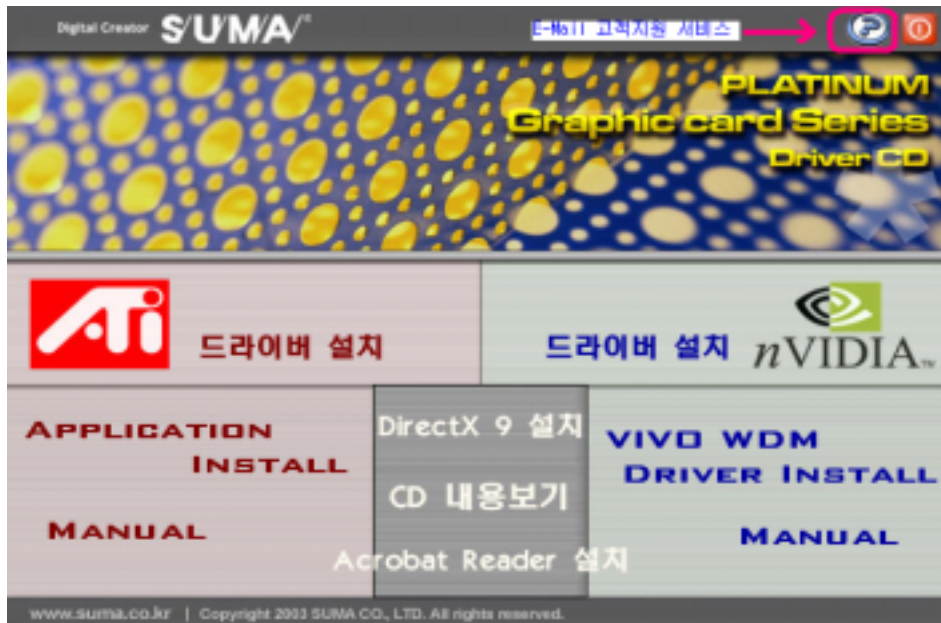 Digital Creator SUMA
E-Mail 고객지원 서비스
PLATINUM
Graphic card Series
Driver CD
ATi
드라이버 설치
드라이버 설치
nVIDIA™
APPLICATION
INSTALL
MANUAL
DirectX 9 설치
CD 내용보기
Acrobat Reader 설치
VIVO WDM
DRIVER INSTALL
MANUAL
www.suma.co.kr | Copyright 2003 SUMA CO., LTD. All rights reserved.